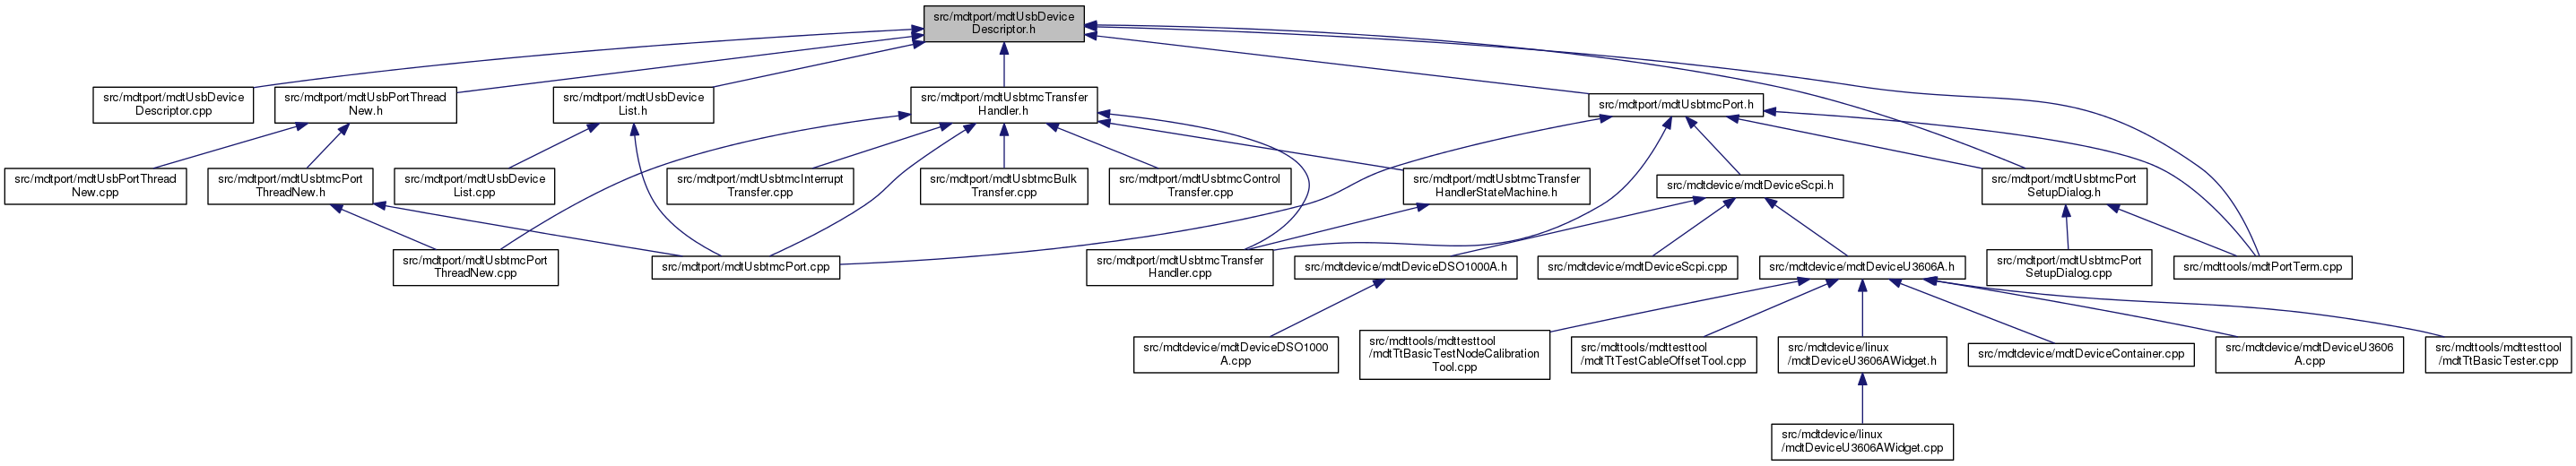 src/mdtport/mdtUsbDevice
Descriptor.h
src/mdtport/mdtUsbDevice
Descriptor.cpp
src/mdtport/mdtUsbPortThread
New.h
src/mdtport/mdtUsbDevice
List.h
src/mdtport/mdtUsbtmcTransfer
Handler.h
src/mdtport/mdtUsbtmcPort.h
src/mdtport/mdtUsbPortThread
New.cpp
src/mdtport/mdtUsbtmcPort
ThreadNew.h
src/mdtport/mdtUsbDevice
List.cpp
src/mdtport/mdtUsbtmcInterrupt
Transfer.cpp
src/mdtport/mdtUsbtmcBulk
Transfer.cpp
src/mdtport/mdtUsbtmcControl
Transfer.cpp
src/mdtport/mdtUsbtmcTransfer
HandlerStateMachine.h
src/mdtdevice/mdtDeviceScpi.h
src/mdtport/mdtUsbtmcPort
SetupDialog.h
src/mdtport/mdtUsbtmcPort
ThreadNew.cpp
src/mdtport/mdtUsbtmcPort.cpp
src/mdtport/mdtUsbtmcTransfer
Handler.cpp
src/mdtdevice/mdtDeviceDSO1000A.h
src/mdtdevice/mdtDeviceScpi.cpp
src/mdtdevice/mdtDeviceU3606A.h
src/mdtport/mdtUsbtmcPort
SetupDialog.cpp
src/mdttools/mdtPortTerm.cpp
src/mdtdevice/mdtDeviceDSO1000
A.cpp
src/mdttools/mdttesttool
/mdtTtBasicTestNodeCalibration
Tool.cpp
src/mdttools/mdttesttool
/mdtTtTestCableOffsetTool.cpp
src/mdtdevice/linux
/mdtDeviceU3606AWidget.h
src/mdtdevice/mdtDeviceContainer.cpp
src/mdtdevice/mdtDeviceU3606
A.cpp
src/mdttools/mdttesttool
/mdtTtBasicTester.cpp
src/mdtdevice/linux
/mdtDeviceU3606AWidget.cpp